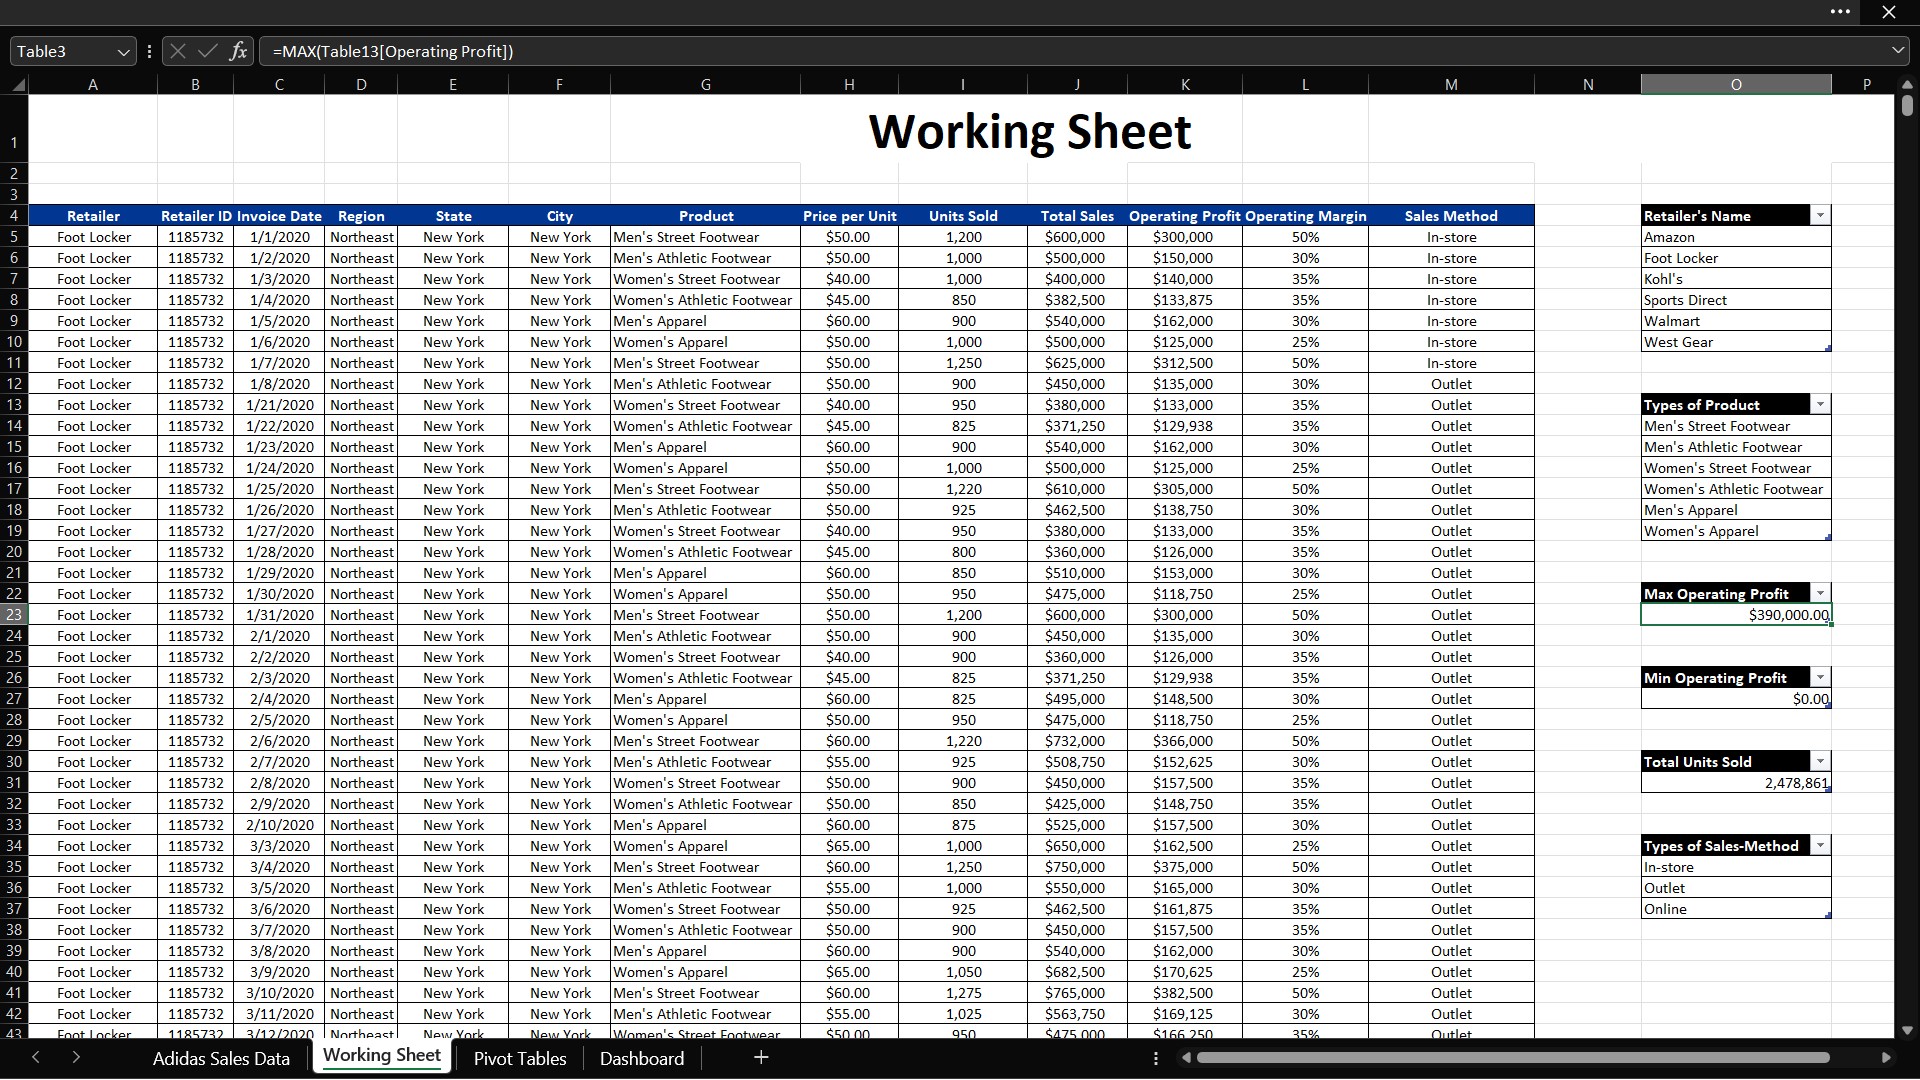 Table3 =MAX(Table13[Operating Profit])
A B C D E F G H I J K L M N O P
1 Working Sheet
2
3
4 Retailer Retailer ID Invoice Date Region State City Product Price per Unit Units Sold Total Sales Operating Profit Operating Margin Sales Method Retailer's Name
5 Foot Locker 1185732 1/1/2020 Northeast New York New York Men's Street Footwear $50.00 1,200 $600,000 $300,000 50% In-store Amazon
6 Foot Locker 1185732 1/2/2020 Northeast New York New York Men's Athletic Footwear $50.00 1,000 $500,000 $150,000 30% In-store Foot Locker
7 Foot Locker 1185732 1/3/2020 Northeast New York New York Women's Street Footwear $40.00 1,000 $400,000 $140,000 35% In-store Kohl's
8 Foot Locker 1185732 1/4/2020 Northeast New York New York Women's Athletic Footwear $45.00 850 $382,500 $133,875 35% In-store Sports Direct
9 Foot Locker 1185732 1/5/2020 Northeast New York New York Men's Apparel $60.00 900 $540,000 $162,000 30% In-store Walmart
10 Foot Locker 1185732 1/6/2020 Northeast New York New York Women's Apparel $50.00 1,000 $500,000 $125,000 25% In-store West Gear
11 Foot Locker 1185732 1/7/2020 Northeast New York New York Men's Street Footwear $50.00 1,250 $625,000 $312,500 50% In-store
12 Foot Locker 1185732 1/8/2020 Northeast New York New York Men's Athletic Footwear $50.00 900 $450,000 $135,000 30% Outlet
13 Foot Locker 1185732 1/21/2020 Northeast New York New York Women's Street Footwear $40.00 950 $380,000 $133,000 35% Outlet Types of Product
14 Foot Locker 1185732 1/22/2020 Northeast New York New York Women's Athletic Footwear $45.00 825 $371,250 $129,938 35% Outlet Men's Street Footwear
15 Foot Locker 1185732 1/23/2020 Northeast New York New York Men's Apparel $60.00 900 $540,000 $162,000 30% Outlet Men's Athletic Footwear
16 Foot Locker 1185732 1/24/2020 Northeast New York New York Women's Apparel $50.00 1,000 $500,000 $125,000 25% Outlet Women's Street Footwear
17 Foot Locker 1185732 1/25/2020 Northeast New York New York Men's Street Footwear $50.00 1,220 $610,000 $305,000 50% Outlet Women's Athletic Footwear
18 Foot Locker 1185732 1/26/2020 Northeast New York New York Men's Athletic Footwear $50.00 925 $462,500 $138,750 30% Outlet Men's Apparel
19 Foot Locker 1185732 1/27/2020 Northeast New York New York Women's Street Footwear $40.00 950 $380,000 $133,000 35% Outlet Women's Apparel
20 Foot Locker 1185732 1/28/2020 Northeast New York New York Women's Athletic Footwear $45.00 800 $360,000 $126,000 35% Outlet
21 Foot Locker 1185732 1/29/2020 Northeast New York New York Men's Apparel $60.00 850 $510,000 $153,000 30% Outlet
22 Foot Locker 1185732 1/30/2020 Northeast New York New York Women's Apparel $50.00 950 $475,000 $118,750 25% Outlet Max Operating Profit
23 Foot Locker 1185732 1/31/2020 Northeast New York New York Men's Street Footwear $50.00 1,200 $600,000 $300,000 50% Outlet $390,000.00
24 Foot Locker 1185732 2/1/2020 Northeast New York New York Men's Athletic Footwear $50.00 900 $450,000 $135,000 30% Outlet
25 Foot Locker 1185732 2/2/2020 Northeast New York New York Women's Street Footwear $40.00 900 $360,000 $126,000 35% Outlet
26 Foot Locker 1185732 2/3/2020 Northeast New York New York Women's Athletic Footwear $45.00 825 $371,250 $129,938 35% Outlet Min Operating Profit
27 Foot Locker 1185732 2/4/2020 Northeast New York New York Men's Apparel $60.00 825 $495,000 $148,500 30% Outlet $0.00
28 Foot Locker 1185732 2/5/2020 Northeast New York New York Women's Apparel $50.00 950 $475,000 $118,750 25% Outlet
29 Foot Locker 1185732 2/6/2020 Northeast New York New York Men's Street Footwear $60.00 1,220 $732,000 $366,000 50% Outlet
30 Foot Locker 1185732 2/7/2020 Northeast New York New York Men's Athletic Footwear $55.00 925 $508,750 $152,625 30% Outlet Total Units Sold
31 Foot Locker 1185732 2/8/2020 Northeast New York New York Women's Street Footwear $50.00 900 $450,000 $157,500 35% Outlet 2,478,861
32 Foot Locker 1185732 2/9/2020 Northeast New York New York Women's Athletic Footwear $50.00 850 $425,000 $148,750 35% Outlet
33 Foot Locker 1185732 2/10/2020 Northeast New York New York Men's Apparel $60.00 875 $525,000 $157,500 30% Outlet
34 Foot Locker 1185732 3/3/2020 Northeast New York New York Women's Apparel $65.00 1,000 $650,000 $162,500 25% Outlet Types of Sales-Method
35 Foot Locker 1185732 3/4/2020 Northeast New York New York Men's Street Footwear $60.00 1,250 $750,000 $375,000 50% Outlet In-store
36 Foot Locker 1185732 3/5/2020 Northeast New York New York Men's Athletic Footwear $55.00 1,000 $550,000 $165,000 30% Outlet Outlet
37 Foot Locker 1185732 3/6/2020 Northeast New York New York Women's Street Footwear $50.00 925 $462,500 $161,875 35% Outlet Online
38 Foot Locker 1185732 3/7/2020 Northeast New York New York Women's Athletic Footwear $50.00 900 $450,000 $157,500 35% Outlet
39 Foot Locker 1185732 3/8/2020 Northeast New York New York Men's Apparel $60.00 900 $540,000 $162,000 30% Outlet
40 Foot Locker 1185732 3/9/2020 Northeast New York New York Women's Apparel $65.00 1,050 $682,500 $170,625 25% Outlet
41 Foot Locker 1185732 3/10/2020 Northeast New York New York Men's Street Footwear $60.00 1,275 $765,000 $382,500 50% Outlet
42 Foot Locker 1185732 3/11/2020 Northeast New York New York Men's Athletic Footwear $55.00 1,025 $563,750 $169,125 30% Outlet
43 Foot Locker 1185732 3/12/2020 Northeast New York New York Women's Street Footwear $50.00 950 $475,000 $166,250 35% Outlet
Adidas Sales Data Working Sheet Pivot Tables Dashboard